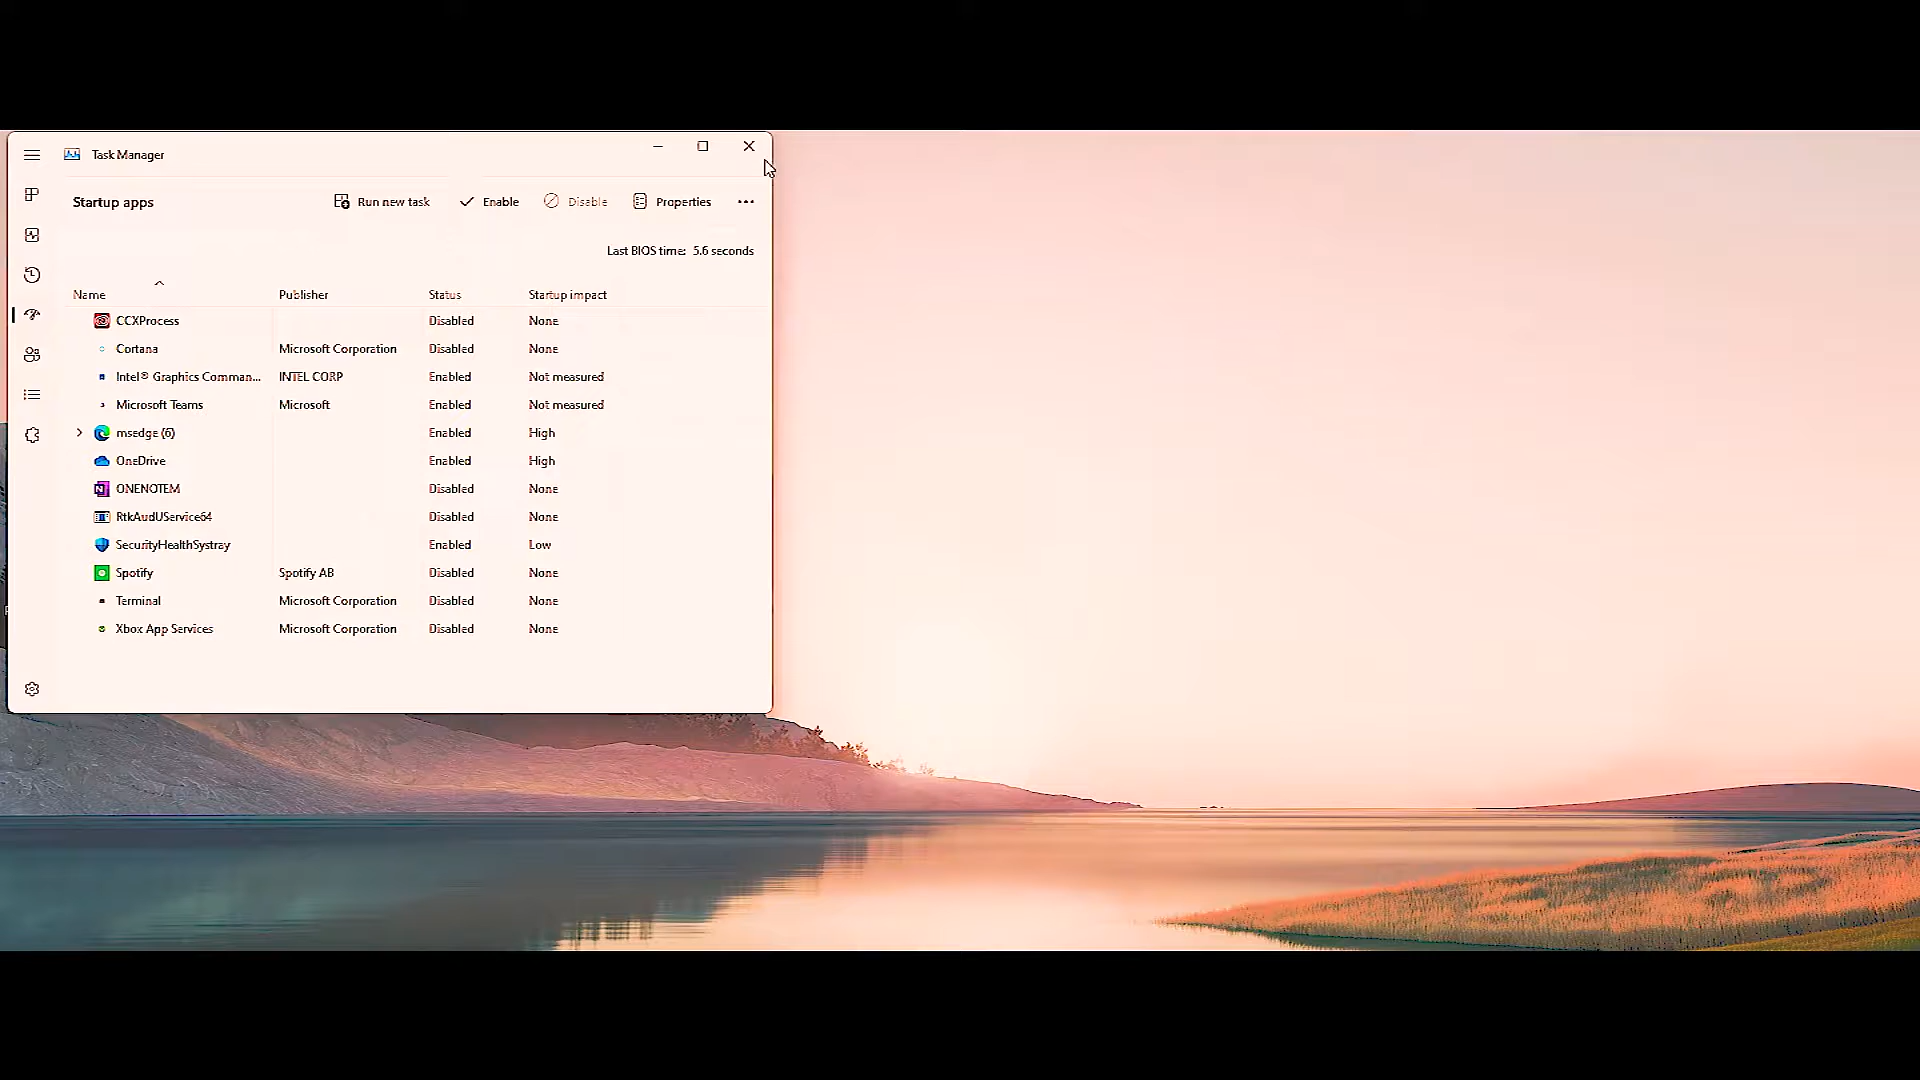 Task Manager
Startup apps Run new task Enable Disable Properties
Last BIOS time: 5.6 seconds
Name Publisher Status Startup impact
CCXProcess Disabled None
Cortana Microsoft Corporation Disabled None
Intel® Graphics Comman... INTEL CORP Enabled Not measured
Microsoft Teams Microsoft Enabled Not measured
msedge (6) Enabled High
OneDrive Enabled High
ONENOTEM Disabled None
RtkAudUService64 Disabled None
SecurityHealthSystray Enabled Low
Spotify Spotify AB Disabled None
Terminal Microsoft Corporation Disabled None
Xbox App Services Microsoft Corporation Disabled None